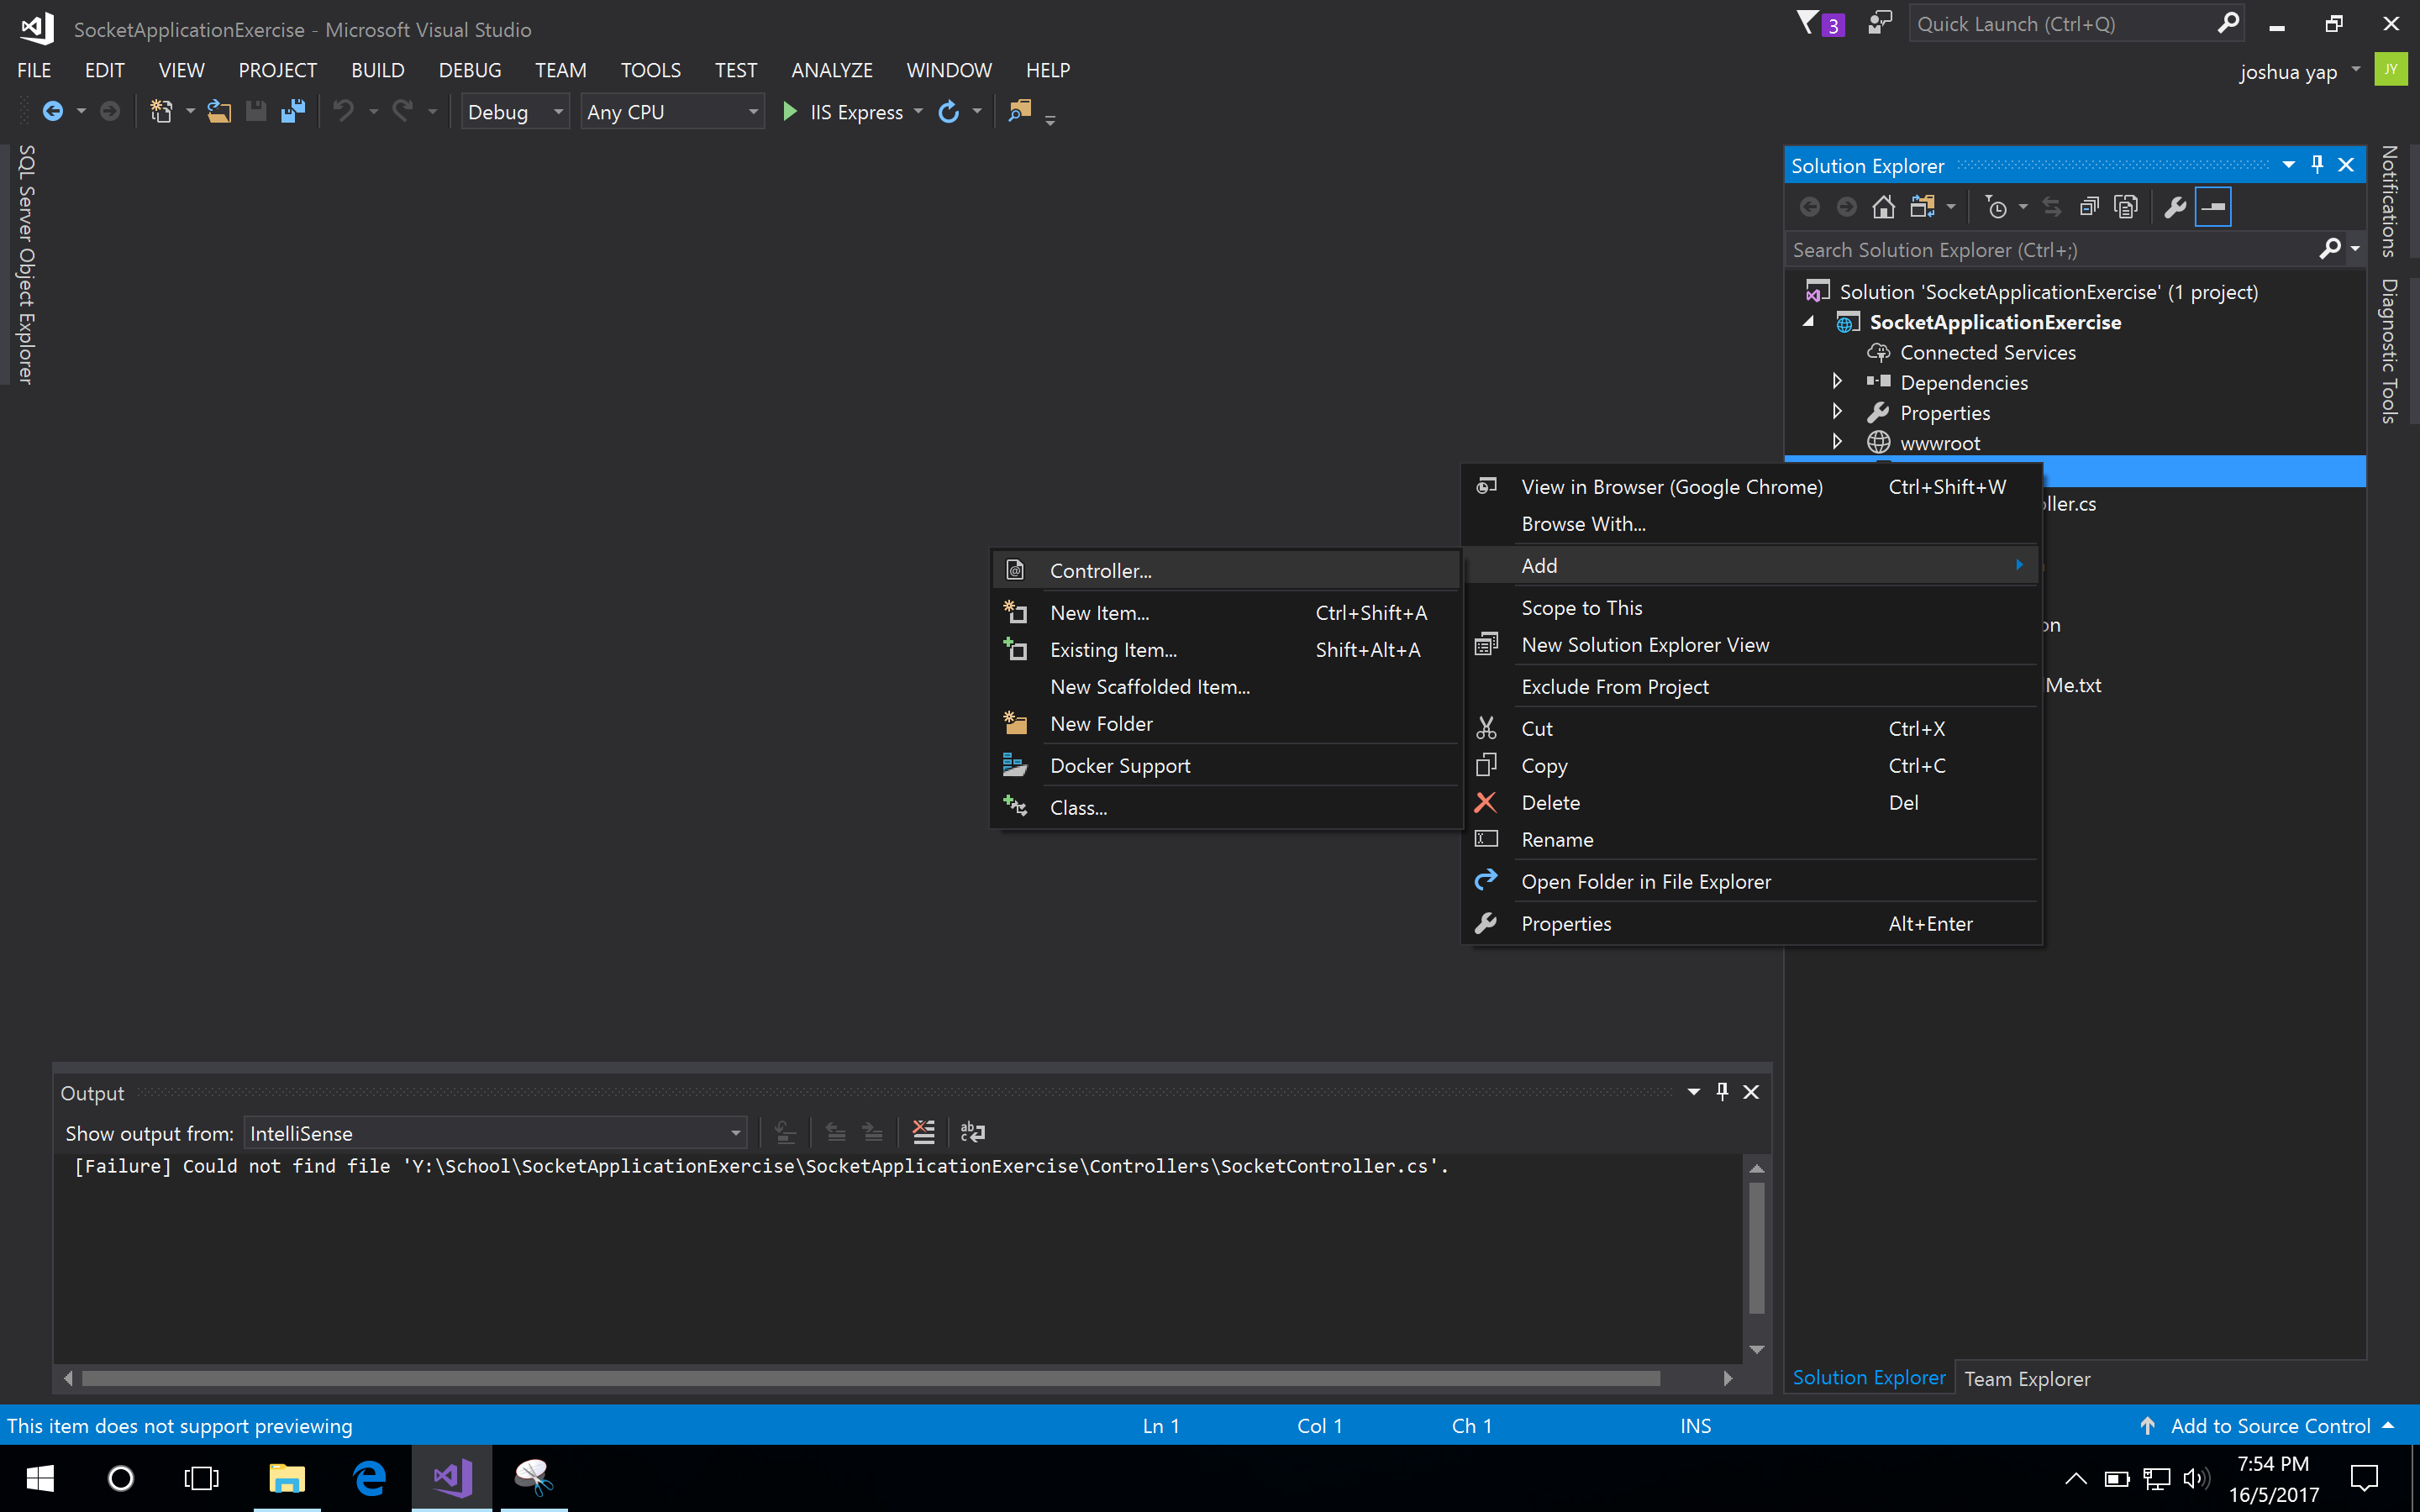 SocketApplicationExercise - Microsoft Visual Studio
3
Quick Launch (Ctrl+Q)
FILE EDIT VIEW PROJECT BUILD DEBUG TEAM TOOLS TEST ANALYZE WINDOW HELP
joshua yap
JY
Debug
Any CPU
IIS Express
SQL Server Object Explorer
Solution Explorer
Search Solution Explorer (Ctrl+;)
Solution 'SocketApplicationExercise' (1 project)
SocketApplicationExercise
Connected Services
Dependencies
Properties
wwwroot
ller.cs
on
Me.txt
Notifications
Diagnostic Tools
View in Browser (Google Chrome) Ctrl+Shift+W
Browse With...
Add
Scope to This
New Solution Explorer View
Exclude From Project
Cut Ctrl+X
Copy Ctrl+C
Delete Del
Rename
Open Folder in File Explorer
Properties Alt+Enter
Controller...
New Item... Ctrl+Shift+A
Existing Item... Shift+Alt+A
New Scaffolded Item...
New Folder
Docker Support
Class...
Output
Show output from: IntelliSense
[Failure] Could not find file 'Y:\School\SocketApplicationExercise\SocketApplicationExercise\Controllers\SocketController.cs'.
Solution Explorer Team Explorer
This item does not support previewing Ln 1 Col 1 Ch 1 INS Add to Source Control
7:54 PM
16/5/2017